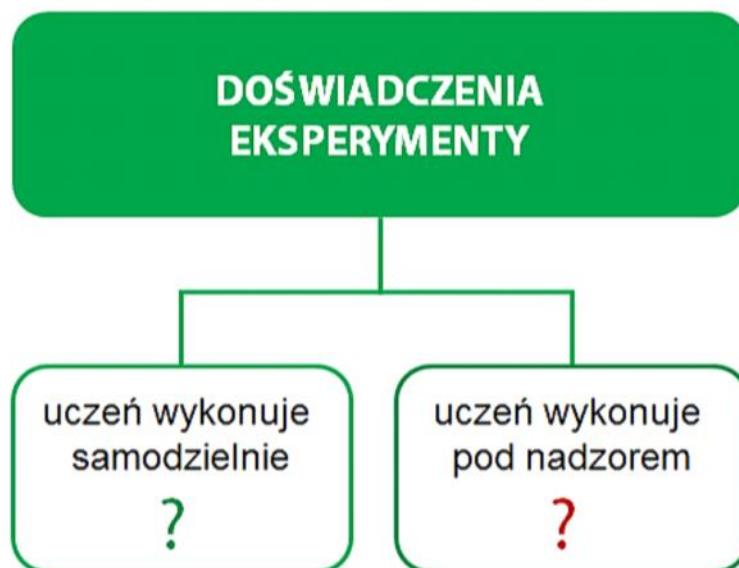 DOŚWIADCZENIA
EKSPERYMENTY
uczeń wykonuje
samodzielnie
?
uczeń wykonuje
pod nadzorem
?